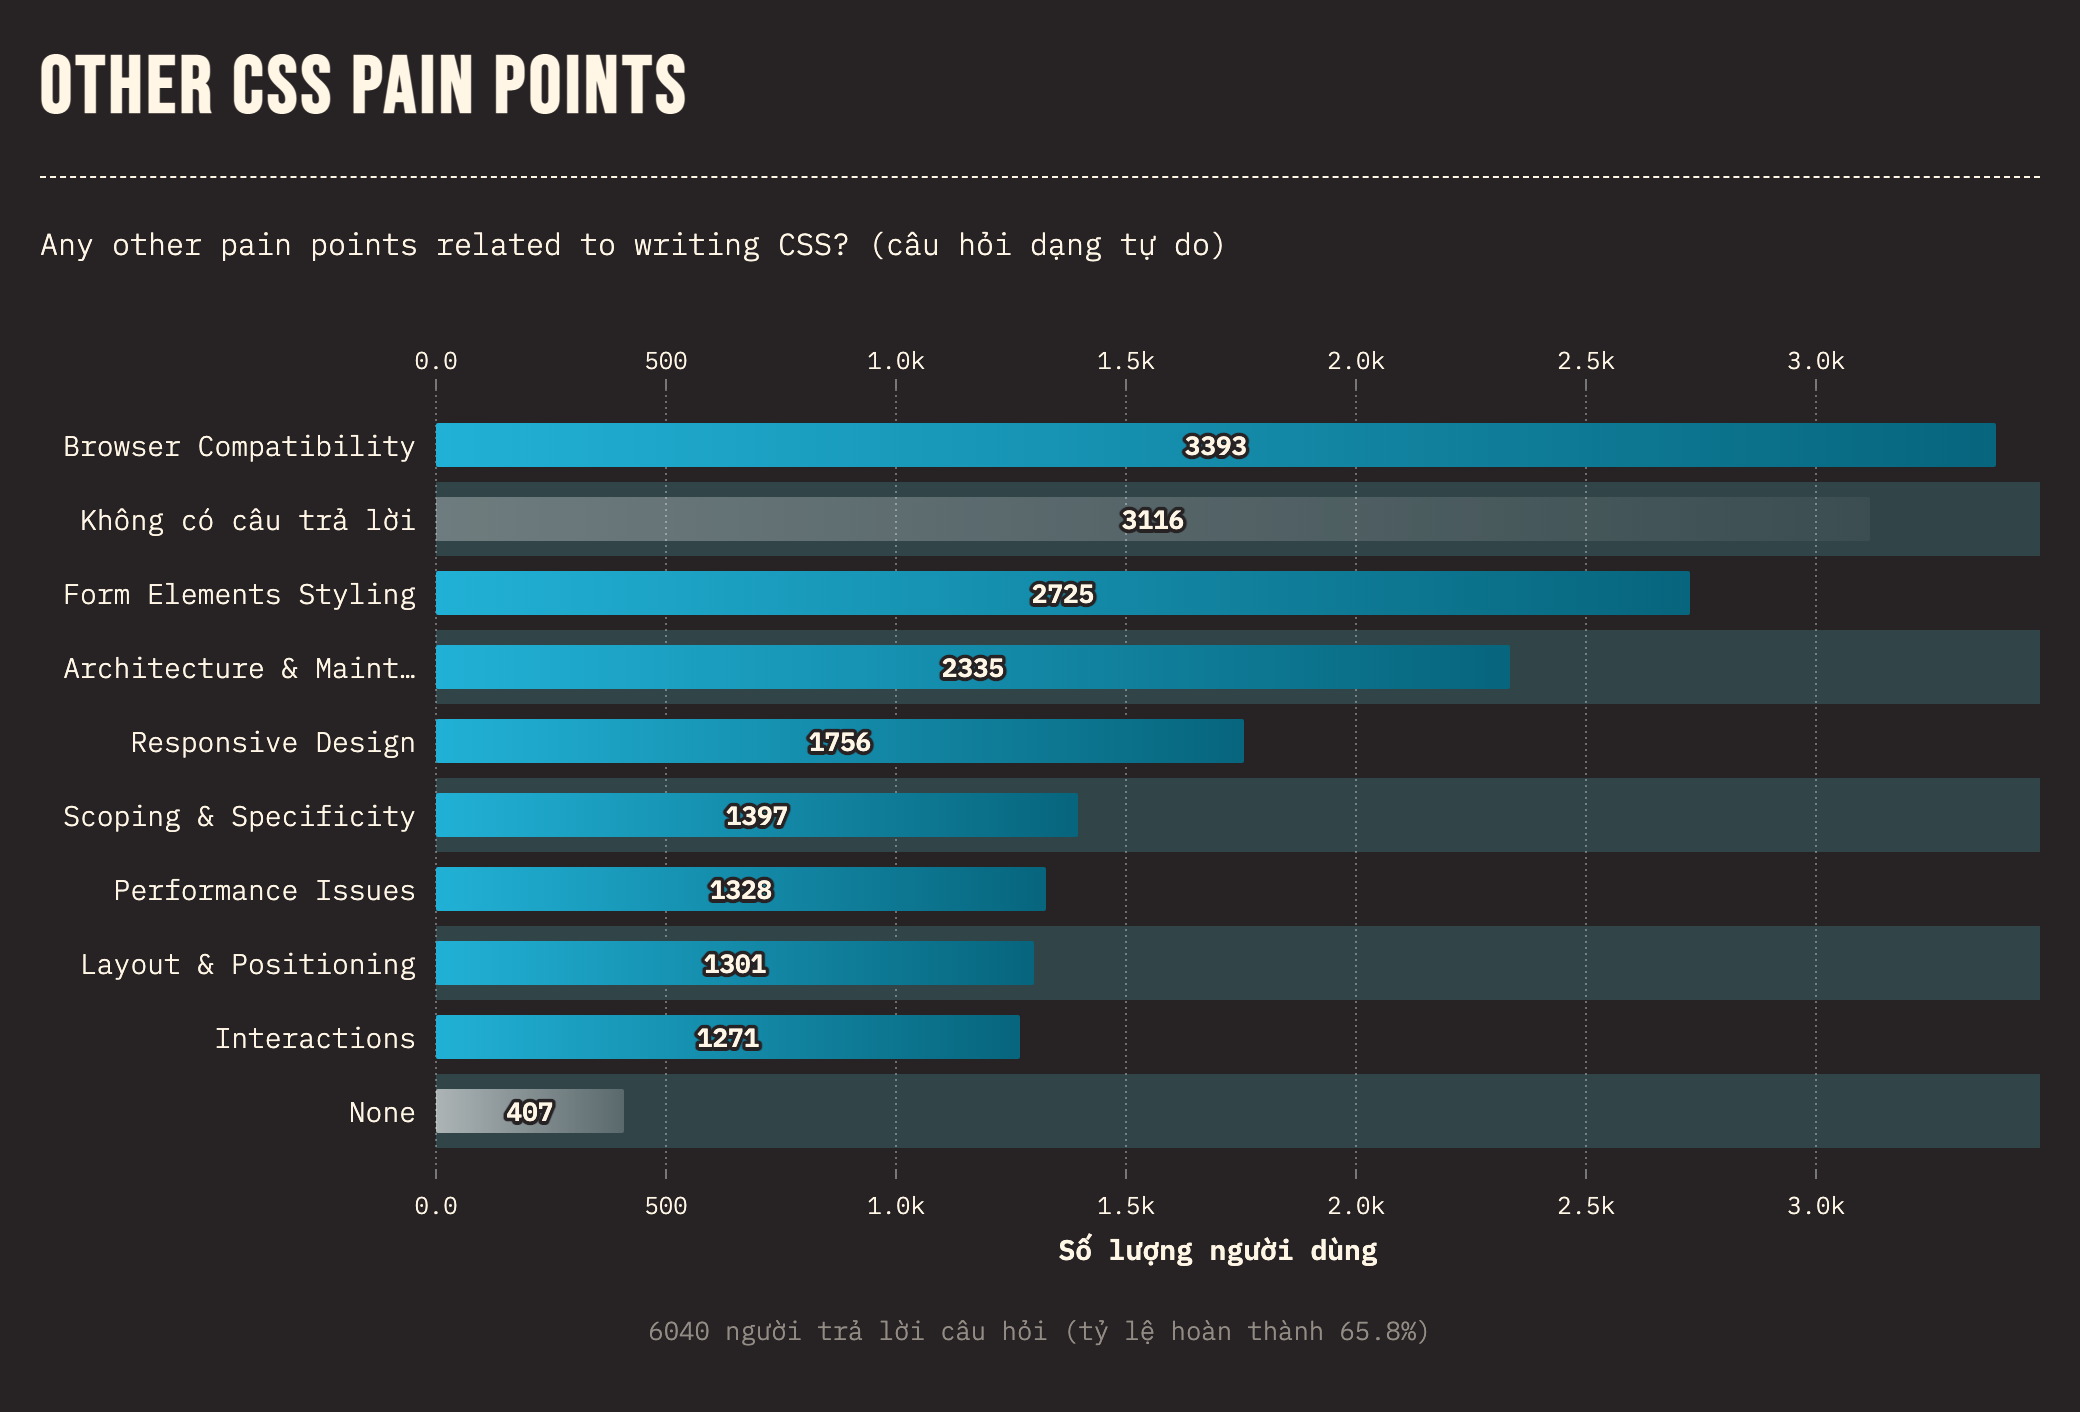 OTHER CSS PAIN POINTS
Any other pain points related to writing CSS? (câu hỏi dạng tự do)
0.0 500 1.0k 1.5k 2.0k 2.5k 3.0k
Browser Compatibility 3393
Không có câu trả lời 3116
Form Elements Styling 2725
Architecture & Maint… 2335
Responsive Design 1756
Scoping & Specificity 1397
Performance Issues 1328
Layout & Positioning 1301
Interactions 1271
None 407
0.0 500 1.0k 1.5k 2.0k 2.5k 3.0k
Số lượng người dùng
6040 người trả lời câu hỏi (tỷ lệ hoàn thành 65.8%)